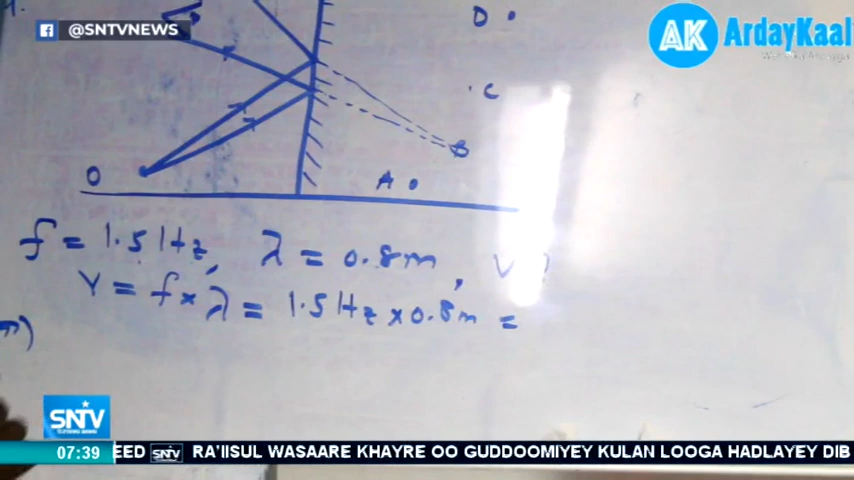 @SNTVNEWS
AK ArdayKaal
D
C
B
O
A
f = 1.5 Hz, λ = 0.8m, V?
V = f × λ = 1.5 Hz × 0.8m =
SNTV
07:39
EED SNTV RA'IISUL WASAARE KHAYRE OO GUDDOOMIYEY KULAN LOOGA HADLAYEY DIB